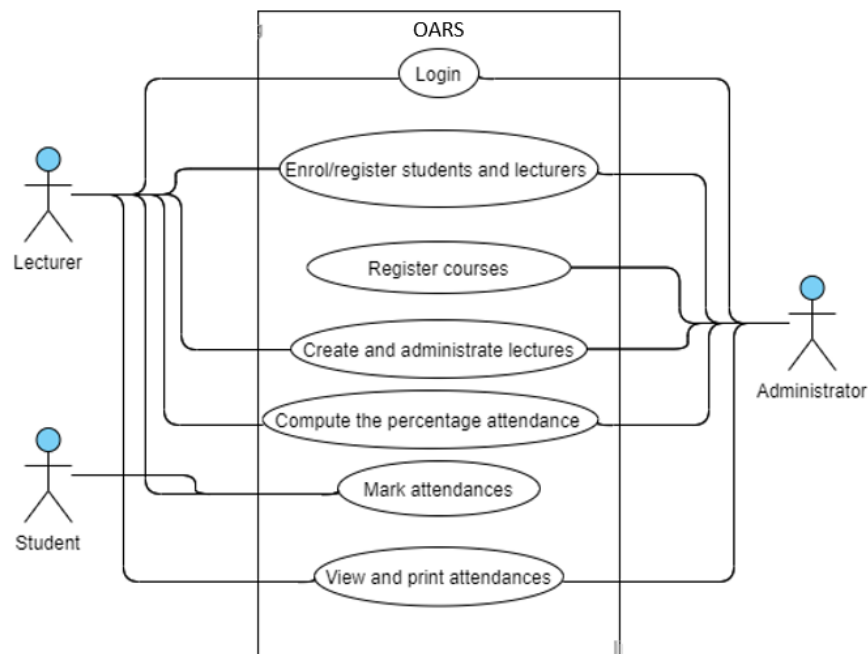 OARS
Login
Enrol/register students and lecturers
Lecturer
Register courses
Create and administrate lectures
Administrator
Compute the percentage attendance
Mark attendances
Student
View and print attendances